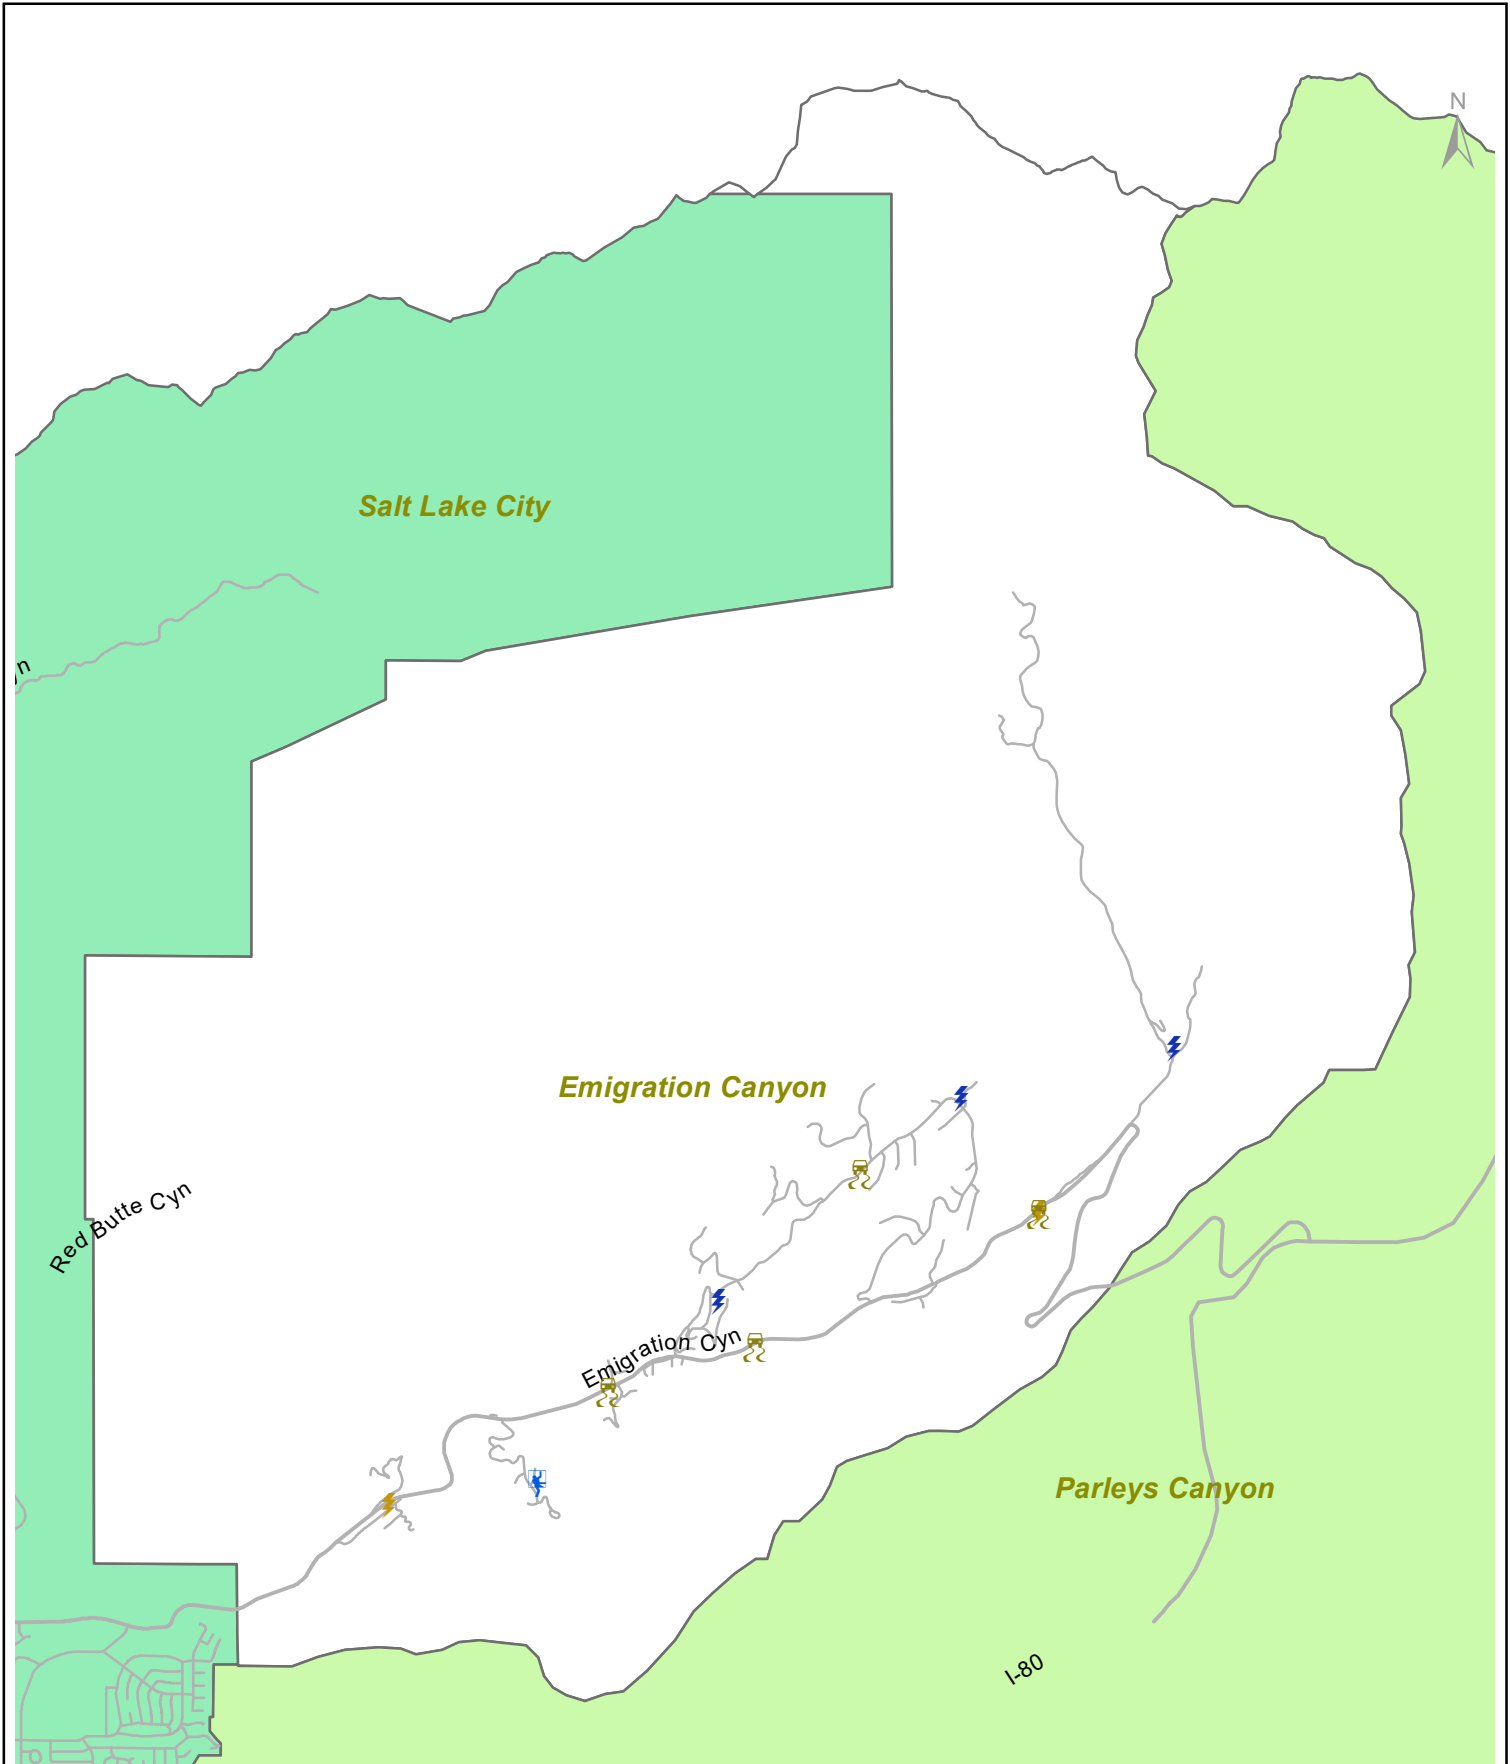 N
Salt Lake City
Emigration Canyon
Red Butte Cyn
Emigration Cyn
Parleys Canyon
I-80